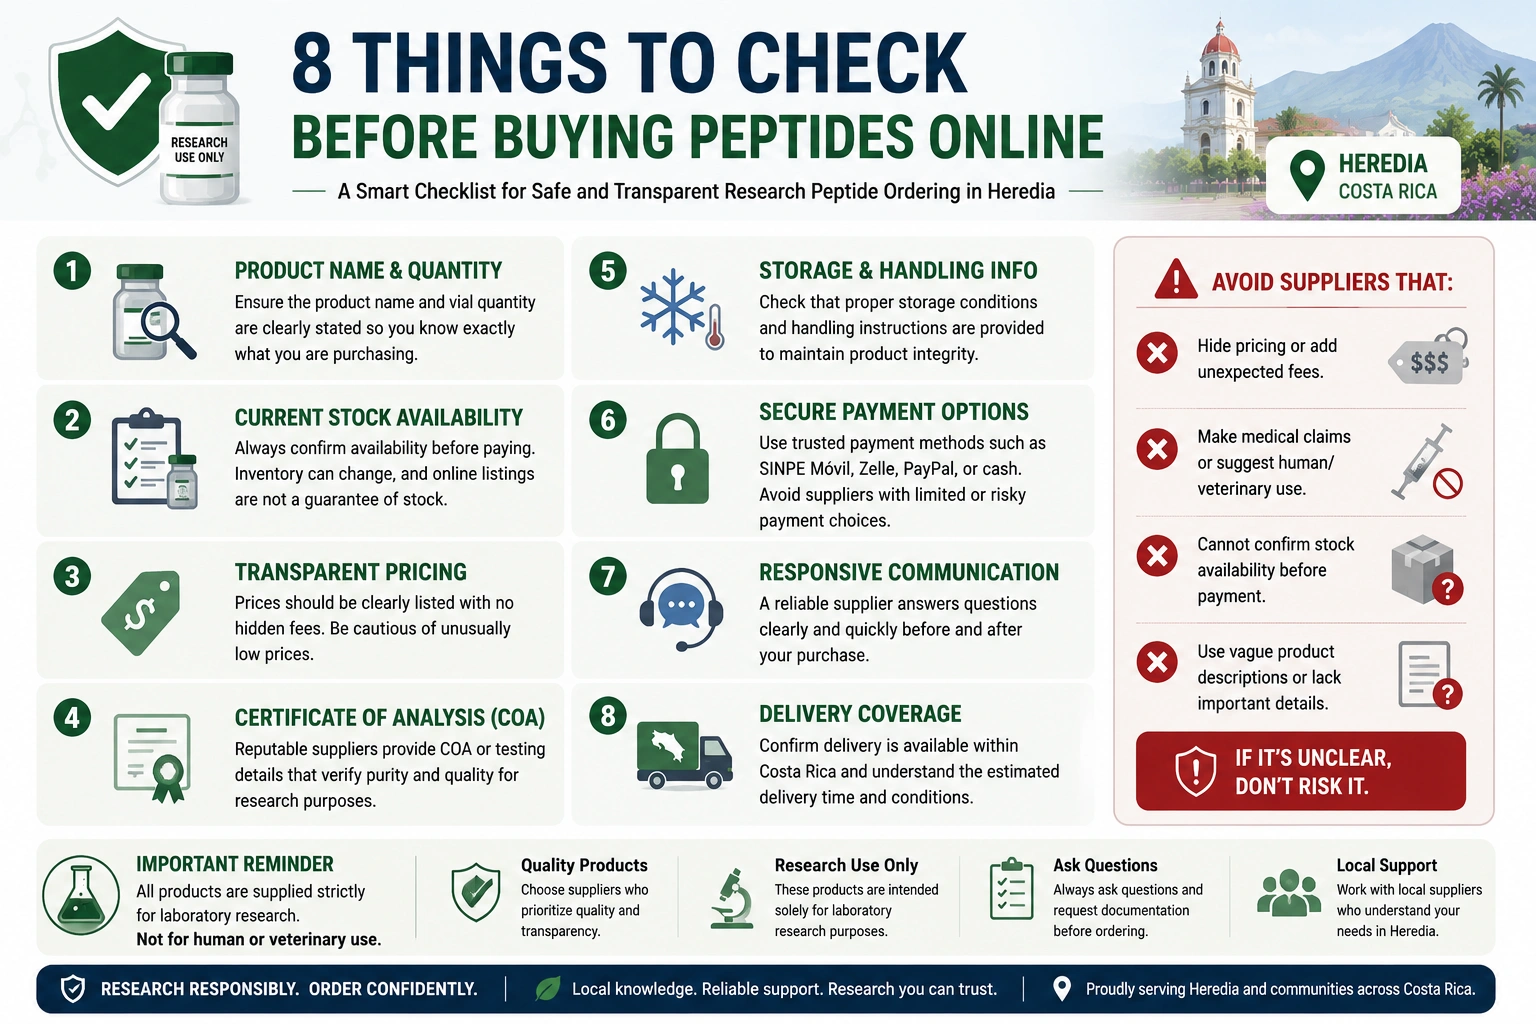 RESEARCH
USE ONLY
8 THINGS TO CHECK
BEFORE BUYING PEPTIDES ONLINE
A Smart Checklist for Safe and Transparent Research Peptide Ordering in Heredia
HEREDIA
COSTA RICA
1
PRODUCT NAME & QUANTITY
Ensure the product name and vial quantity
are clearly stated so you know exactly
what you are purchasing.
2
CURRENT STOCK AVAILABILITY
Always confirm availability before paying.
Inventory can change, and online listings
are not a guarantee of stock.
3
$
TRANSPARENT PRICING
Prices should be clearly listed with no
hidden fees. Be cautious of unusually
low prices.
4
CERTIFICATE OF ANALYSIS (COA)
Reputable suppliers provide COA or testing
details that verify purity and quality for
research purposes.
5
STORAGE & HANDLING INFO
Check that proper storage conditions
and handling instructions are provided
to maintain product integrity.
6
SECURE PAYMENT OPTIONS
Use trusted payment methods such as
SINPE Móvil, Zelle, PayPal, or cash.
Avoid suppliers with limited or risky
payment choices.
7
RESPONSIVE COMMUNICATION
A reliable supplier answers questions
clearly and quickly before and after
your purchase.
8
DELIVERY COVERAGE
Confirm delivery is available within
Costa Rica and understand the estimated
delivery time and conditions.
AVOID SUPPLIERS THAT:
Hide pricing or add
unexpected fees.
$$$
Make medical claims
or suggest human/
veterinary use.
Cannot confirm stock
availability before
payment.
?
Use vague product
descriptions or lack
important details.
?
IF IT'S UNCLEAR,
DON'T RISK IT.
IMPORTANT REMINDER
All products are supplied strictly
for laboratory research.
Not for human or veterinary use.
Quality Products
Choose suppliers who
prioritize quality and
transparency.
Research Use Only
These products are intended
solely for laboratory
research purposes.
Ask Questions
Always ask questions and
request documentation
before ordering.
Local Support
Work with local suppliers
who understand your
needs in Heredia.
RESEARCH RESPONSIBLY. ORDER CONFIDENTLY.
Local knowledge. Reliable support. Research you can trust.
Proudly serving Heredia and communities across Costa Rica.